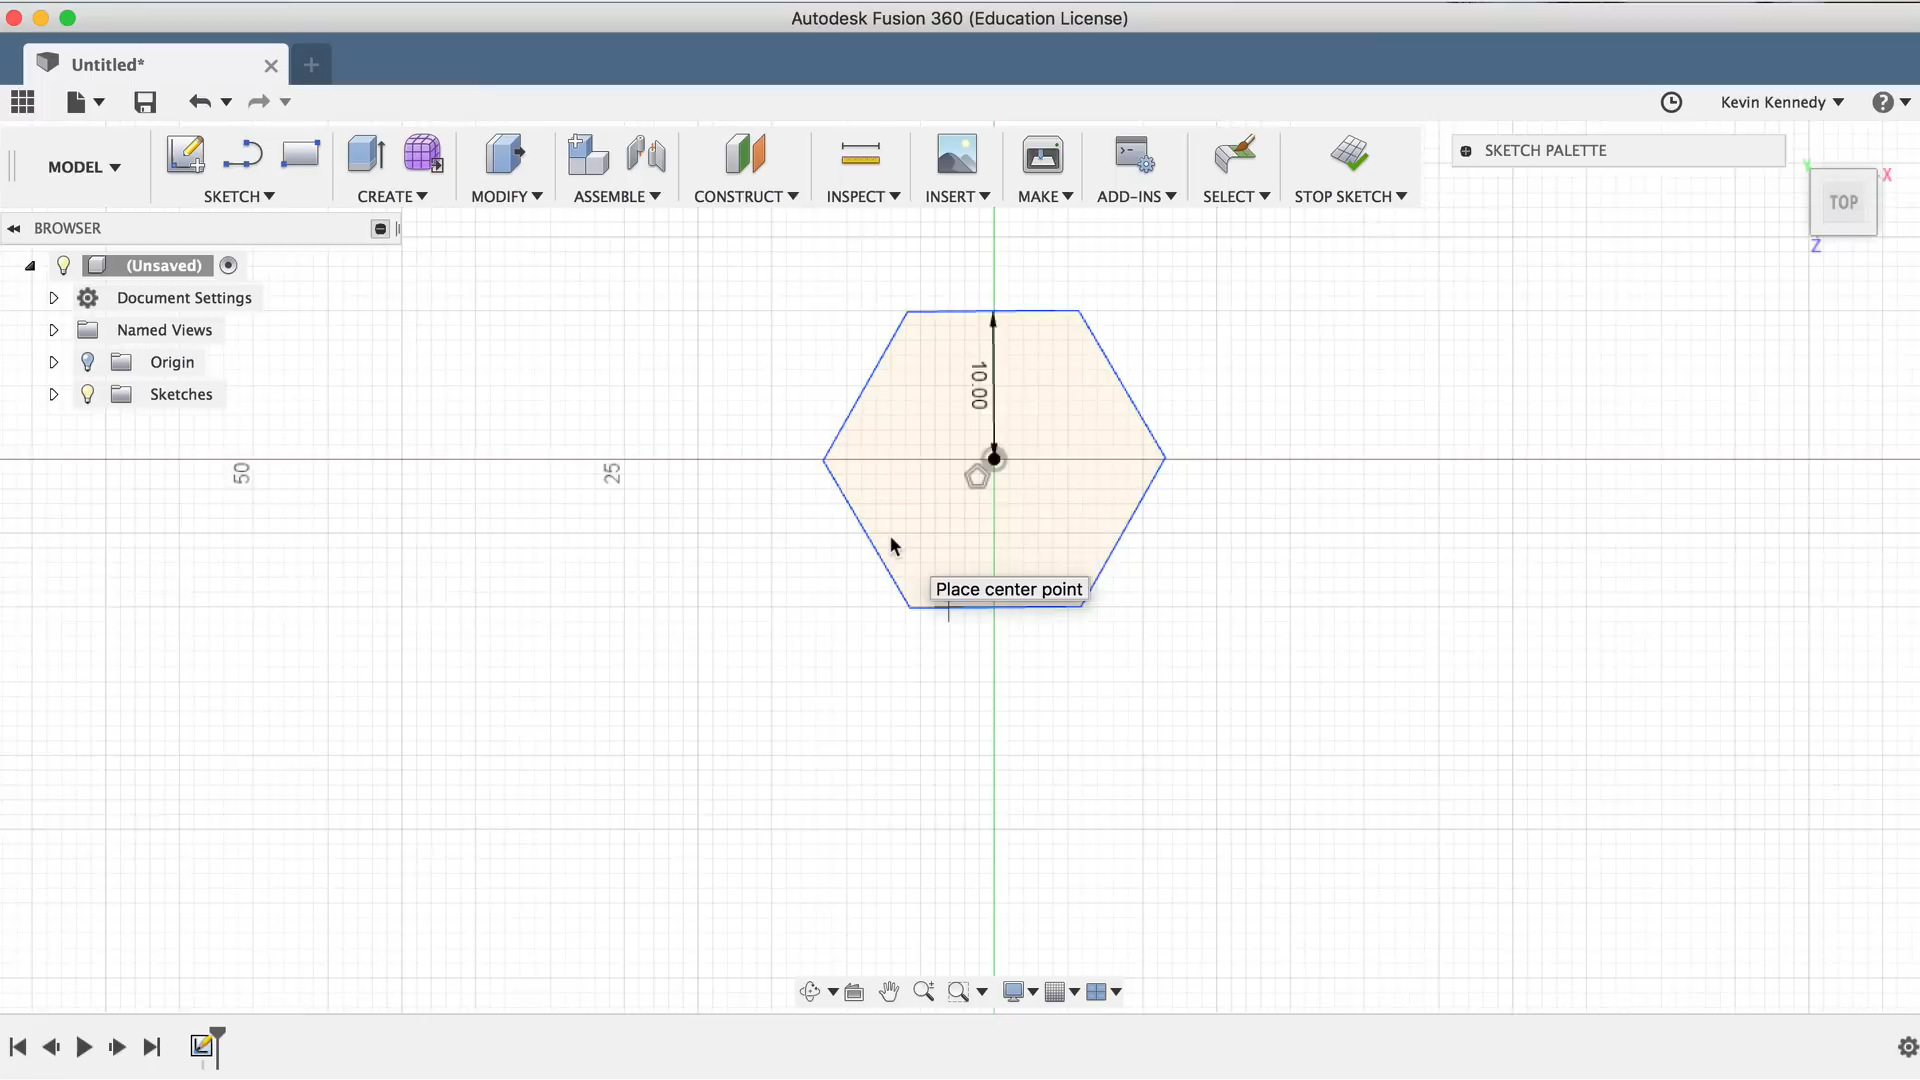 Autodesk Fusion 360 (Education License)
Untitled*
Kevin Kennedy
?
MODEL
SKETCH
CREATE
MODIFY
ASSEMBLE
CONSTRUCT
INSPECT
INSERT
MAKE
ADD-INS
SELECT
STOP SKETCH
SKETCH PALETTE
Y
X
TOP
Z
BROWSER
(Unsaved)
Document Settings
Named Views
Origin
Sketches
10.00
50
25
Place center point